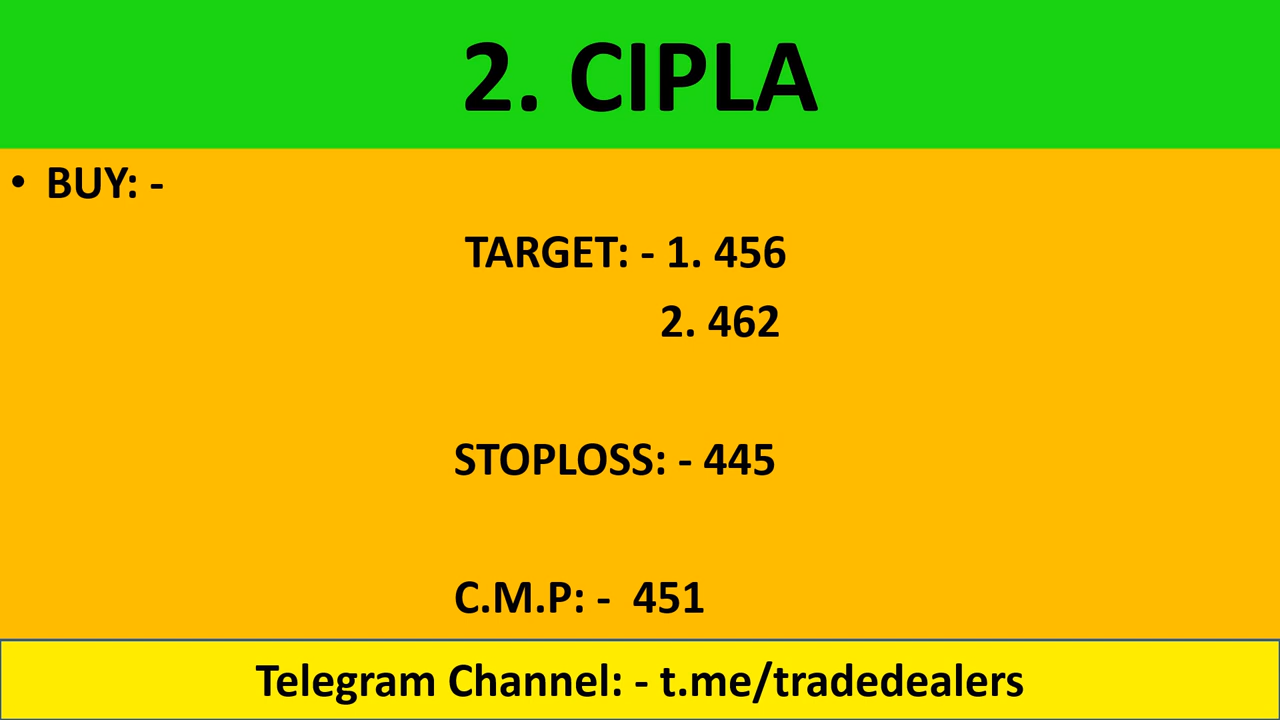 2. CIPLA
• BUY: -
TARGET: - 1. 456
2. 462
STOPLOSS: - 445
C.M.P: - 451
Telegram Channel: - t.me/tradedealers